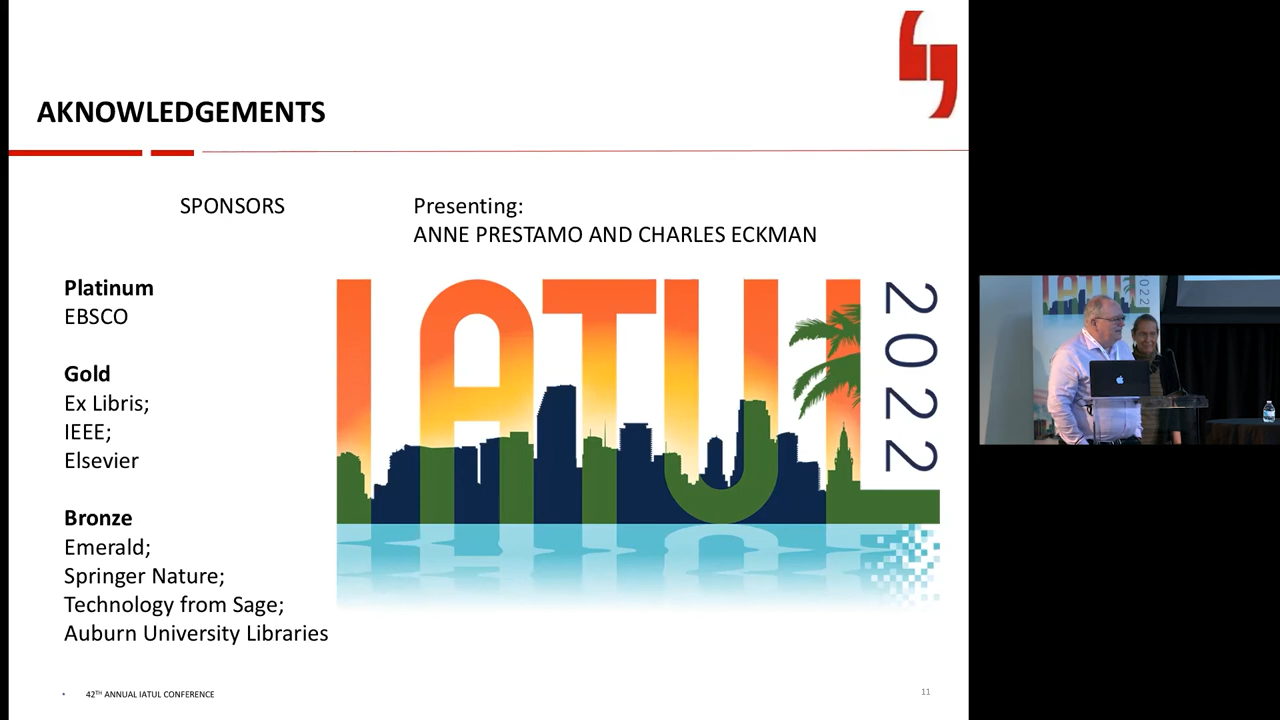 AKNOWLEDGEMENTS
SPONSORS
Presenting:
ANNE PRESTAMO AND CHARLES ECKMAN
Platinum
EBSCO
Gold
Ex Libris;
IEEE;
Elsevier
Bronze
Emerald;
Springer Nature;
Technology from Sage;
Auburn University Libraries
IATUL
2022
• 42TH ANNUAL IATUL CONFERENCE
11